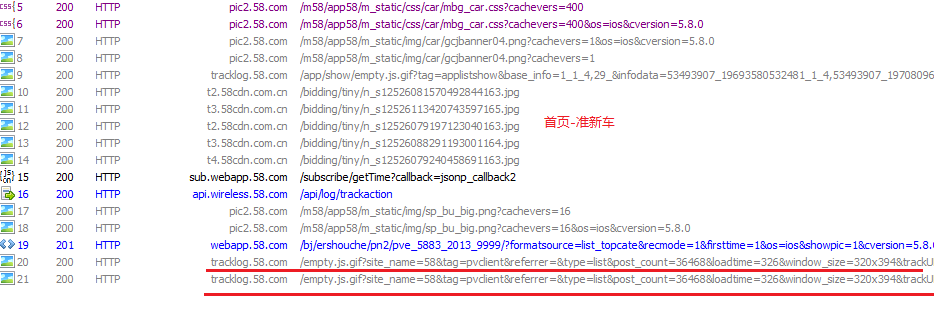 5 200 HTTP pic2.58.com /m58/app58/m_static/css/car/mbg_car.css?cachevers=400
6 200 HTTP pic2.58.com /m58/app58/m_static/css/car/mbg_car.css?cachevers=400&os=ios&cversion=5.8.0
7 200 HTTP pic2.58.com /m58/app58/m_static/img/car/gcjbanner04.png?cachevers=1&os=ios&cversion=5.8.0
8 200 HTTP pic2.58.com /m58/app58/m_static/img/car/gcjbanner04.png?cachevers=1
9 200 HTTP tracklog.58.com /app/show/empty.js.gif?tag=applistshow&base_info=1_1_4,29_&infodata=53493907_19693580532481_1_4,53493907_19708096
10 200 HTTP t2.58cdn.com.cn /bidding/tiny/n_s12526081570492844163.jpg
11 200 HTTP t3.58cdn.com.cn /bidding/tiny/n_s12526113420743597165.jpg
12 200 HTTP t2.58cdn.com.cn /bidding/tiny/n_s12526079197123040163.jpg
首页-准新车
13 200 HTTP t3.58cdn.com.cn /bidding/tiny/n_s12526088291193001164.jpg
14 200 HTTP t4.58cdn.com.cn /bidding/tiny/n_s12526079240458691163.jpg
15 200 HTTP sub.webapp.58.com /subscribe/getTime?callback=jsonp_callback2
16 200 HTTP api.wireless.58.com /api/log/trackaction
17 200 HTTP pic2.58.com /m58/app58/m_static/img/sp_bu_big.png?cachevers=16
18 200 HTTP pic2.58.com /m58/app58/m_static/img/sp_bu_big.png?cachevers=16&os=ios&cversion=5.8.0
19 201 HTTP webapp.58.com /bj/ershouche/pn2/pve_5883_2013_9999/?formatsource=list_topcate&recmode=1&firsttime=1&os=ios&showpic=1&cversion=5.8.0
20 200 HTTP tracklog.58.com /empty.js.gif?site_name=58&tag=pvclient&referrer=&type=list&post_count=36468&loadtime=326&window_size=320x394&trackU
21 200 HTTP tracklog.58.com /empty.js.gif?site_name=58&tag=pvclient&referrer=&type=list&post_count=36468&loadtime=326&window_size=320x394&trackU